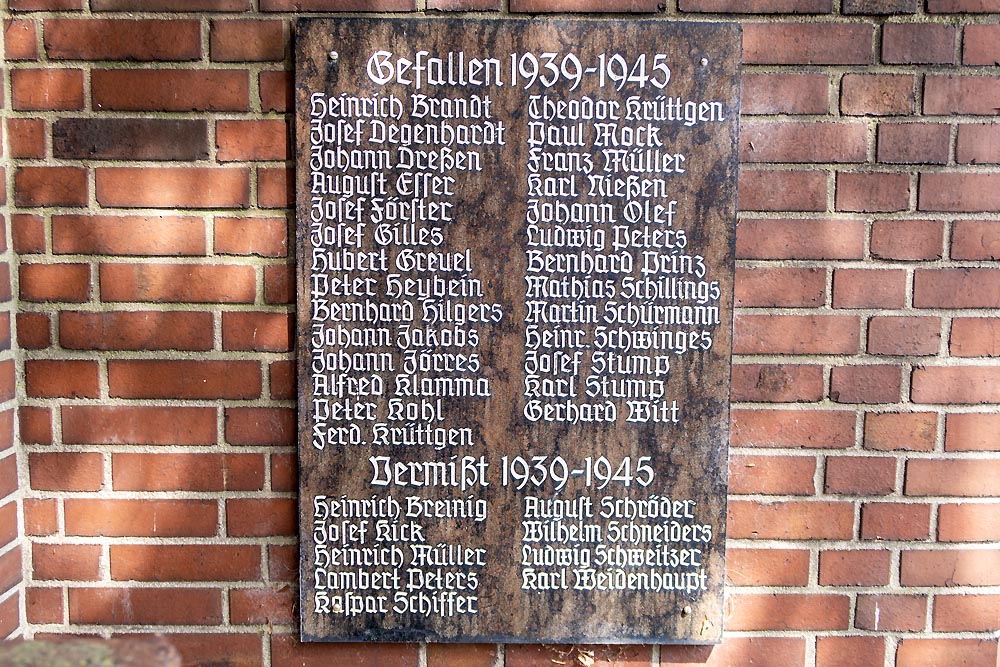 Gefallen 1939-1945
Heinrich Brandt
Josef Degenhardt
Johann Dreßen
August Esser
Josef Förster
Josef Gilles
Hubert Greuel
Peter Heybein
Bernhard Hilgers
Johann Jakobs
Johann Jörres
Alfred Klamma
Peter Kohl
Ferd. Krüttgen
Theodor Krüttgen
Paul Mock
Franz Müller
Karl Nießen
Johann Olef
Ludwig Peters
Bernhard Prinz
Mathias Schillings
Martin Schürmann
Heinr. Schwinges
Josef Stump
Karl Stump
Gerhard Witt
Vermißt 1939-1945
Heinrich Breinig
Josef Kick
Heinrich Müller
Lambert Peters
Kaspar Schiffer
August Schröder
Wilhelm Schneiders
Ludwig Schweitzer
Karl Weidenhaupt